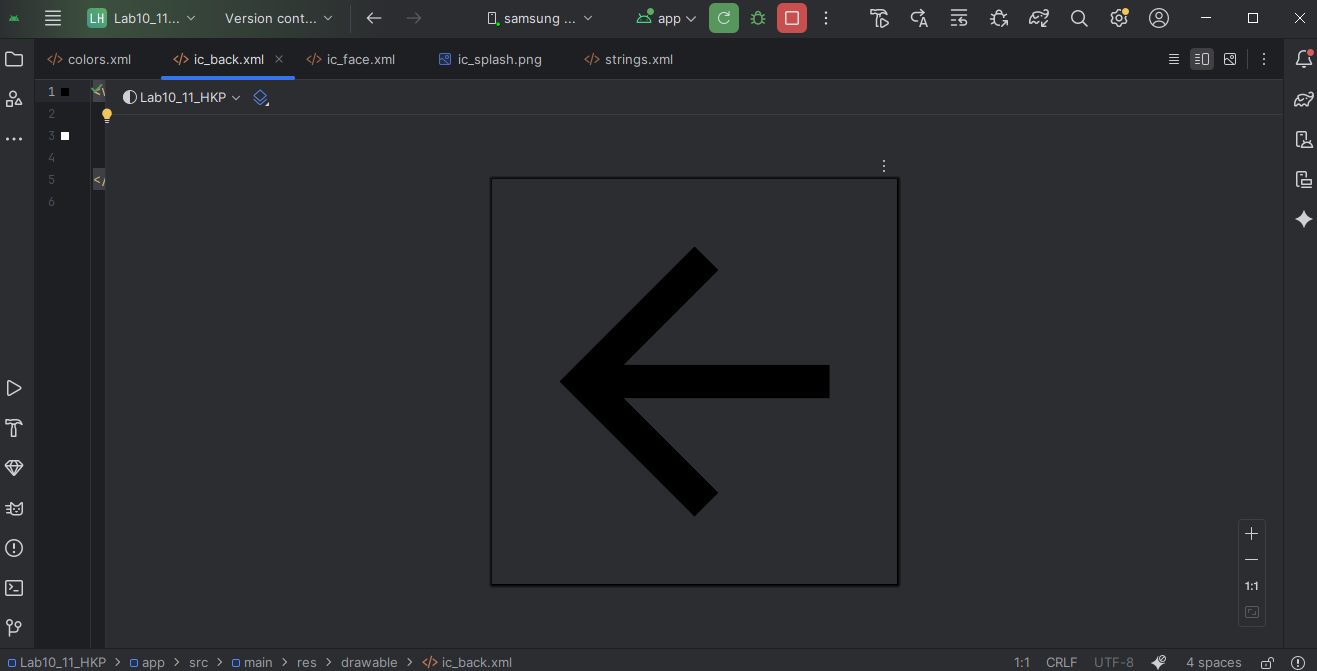 LH Lab10_11... Version cont... samsung ... app
colors.xml ic_back.xml ic_face.xml ic_splash.png strings.xml
1 <\
Lab10_11_HKP
2
3
4
5 </
6
1:1
Lab10_11_HKP > app > src > main > res > drawable > ic_back.xml 1:1 CRLF UTF-8 4 spaces